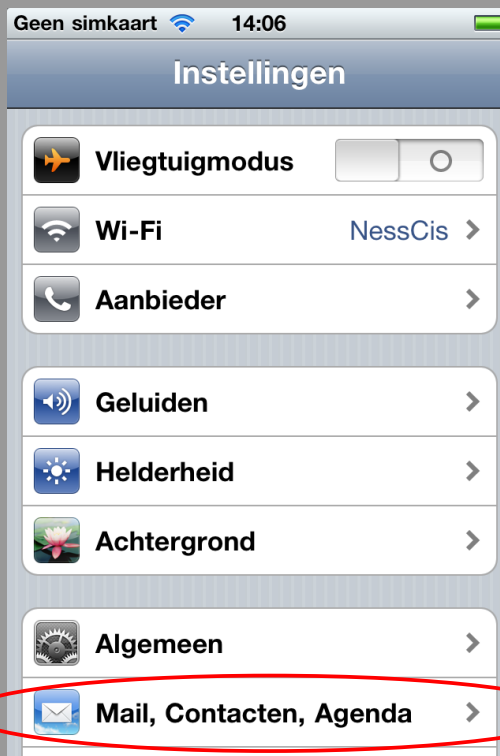 Geen simkaart 14:06
Instellingen
Vliegtuigmodus
Wi-Fi NessCis
Aanbieder
Geluiden
Helderheid
Achtergrond
Algemeen
Mail, Contacten, Agenda